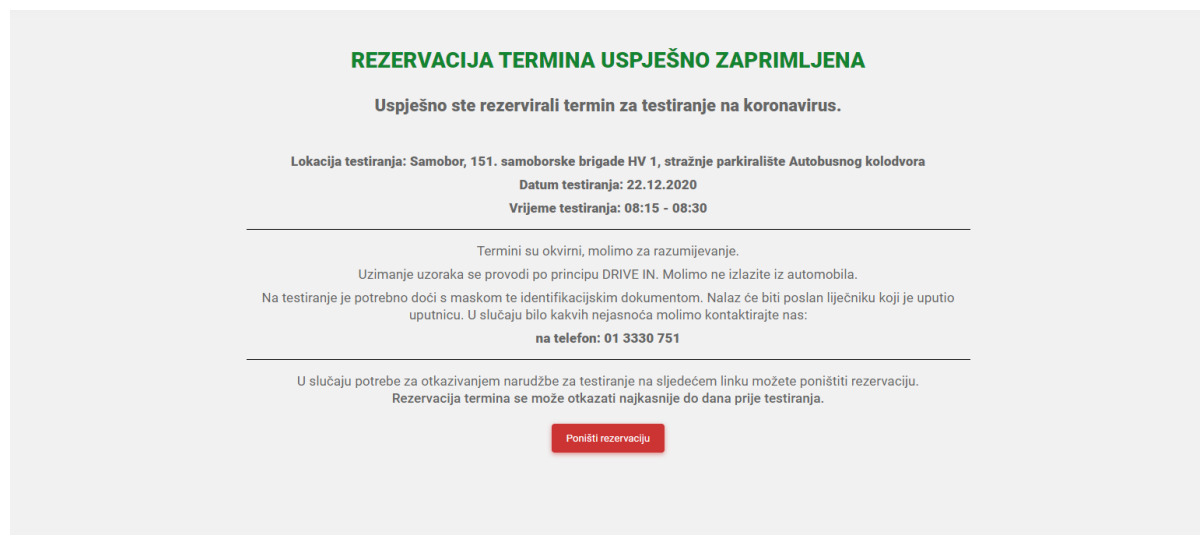 REZERVACIJA TERMINA USPJEŠNO ZAPRIMLJENA
Uspješno ste rezervirali termin za testiranje na koronavirus.
Lokacija testiranja: Samobor, 151. samoborske brigade HV 1, stražnje parkiralište Autobusnog kolodvora
Datum testiranja: 22.12.2020
Vrijeme testiranja: 08:15 - 08:30
Termini su okvirni, molimo za razumijevanje.
Uzimanje uzoraka se provodi po principu DRIVE IN. Molimo ne izlazite iz automobila.
Na testiranje je potrebno doći s maskom te identifikacijskim dokumentom. Nalaz će biti poslan liječniku koji je uputio
uputnicu. U slučaju bilo kakvih nejasnoća molimo kontaktirajte nas:
na telefon: 01 3330 751
U slučaju potrebe za otkazivanjem narudžbe za testiranje na sljedećem linku možete poništiti rezervaciju.
Rezervacija termina se može otkazati najkasnije do dana prije testiranja.
Poništi rezervaciju